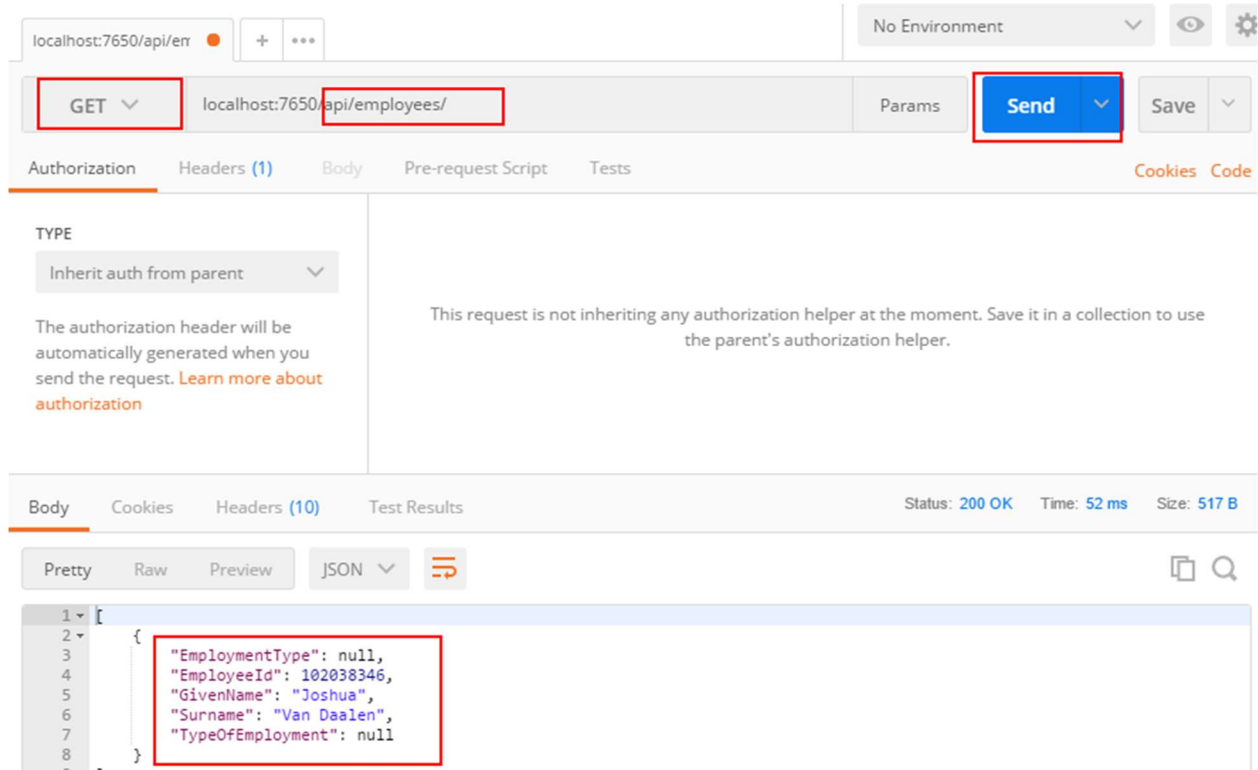 localhost:7650/api/em
No Environment
GET localhost:7650/api/employees/ Params Send Save
Authorization Headers (1) Body Pre-request Script Tests Cookies Code
TYPE
Inherit auth from parent
The authorization header will be
automatically generated when you
send the request. Learn more about
authorization
This request is not inheriting any authorization helper at the moment. Save it in a collection to use
the parent's authorization helper.
Body Cookies Headers (10) Test Results Status: 200 OK Time: 52 ms Size: 517 B
Pretty Raw Preview JSON
1 [
2 {
3 "EmploymentType": null,
4 "EmployeeId": 102038346,
5 "GivenName": "Joshua",
6 "Surname": "Van Daalen",
7 "TypeOfEmployment": null
8 }